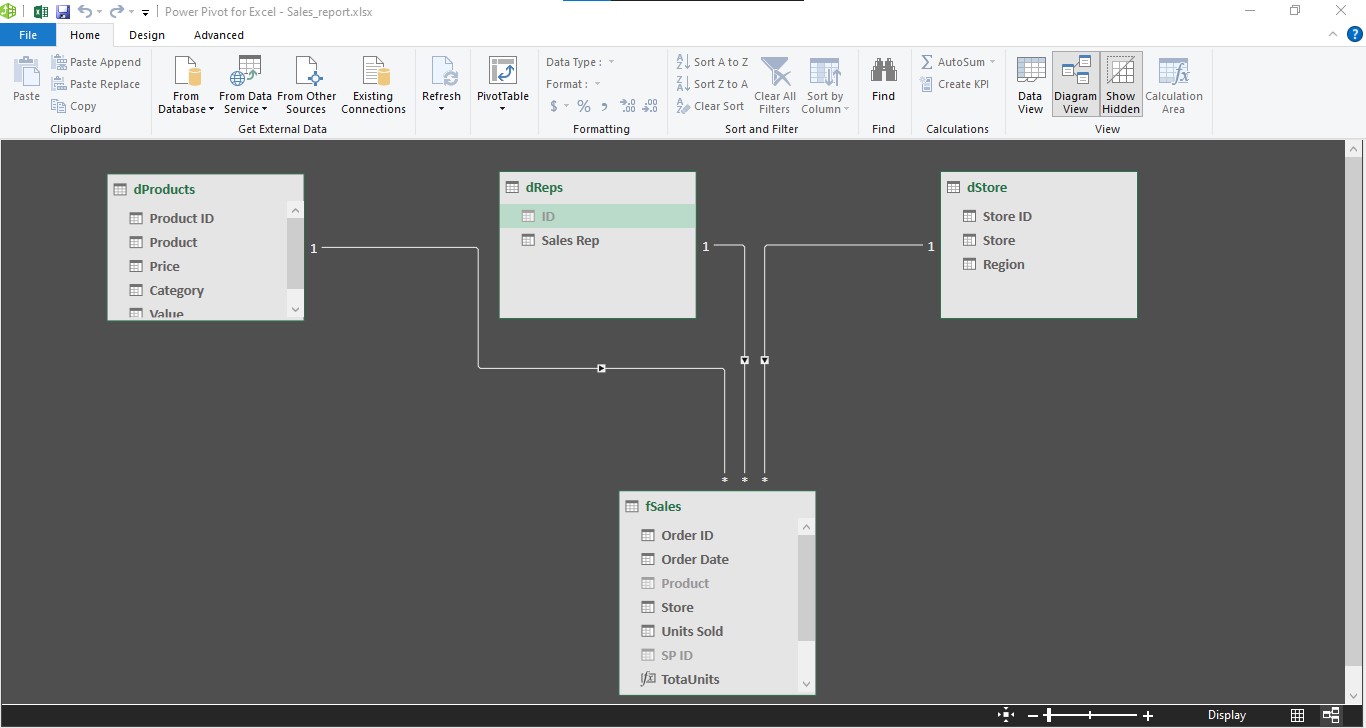 Power Pivot for Excel - Sales_report.xlsx
File Home Design Advanced
Paste
Paste Append
Paste Replace
Copy
Clipboard
From Database
From Data Service
From Other Sources
Existing Connections
Get External Data
Refresh
PivotTable
Data Type :
Format :
$ % , .00 .00
Formatting
Sort A to Z
Sort Z to A
Clear Sort
Clear All Filters
Sort by Column
Sort and Filter
Find
Find
AutoSum
Create KPI
Calculations
Data View
Diagram View
Show Hidden
Calculation Area
View
dProducts
Product ID
Product
Price
Category
Value
1
dReps
ID
Sales Rep
1
dStore
Store ID
Store
Region
1
* * *
fSales
Order ID
Order Date
Product
Store
Units Sold
SP ID
TotaUnits
Display